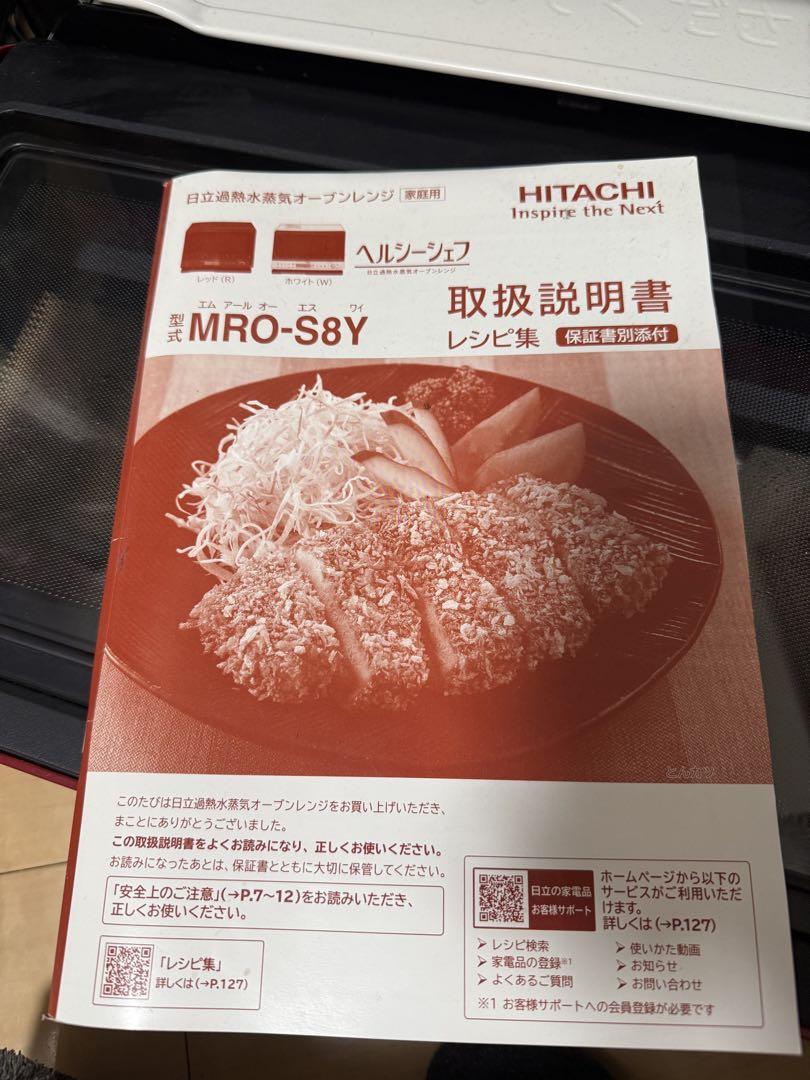 日立過熱水蒸気オーブンレンジ 家庭用
HITACHI
Inspire the Next
レッド(R)
ホワイト(W)
ヘルシーシェフ
日立過熱水蒸気オーブンレンジ
エム アール オー エス ワイ
型式 MRO-S8Y
取扱説明書
レシピ集 保証書別添付
とんカツ
このたびは日立過熱水蒸気オーブンレンジをお買い上げいただき、
まことにありがとうございました。
この取扱説明書をよくお読みになり、正しくお使いください。
お読みになったあとは、保証書とともに大切に保管してください。
「安全上のご注意」(→P.7~12)をお読みいただき、
正しくお使いください。
「レシピ集」
詳しくは(→P.127)
日立の家電品
お客様サポート
ホームページから以下の
サービスがご利用いただ
けます。
詳しくは(→P.127)
➢ レシピ検索
➢ 家電品の登録※1
➢ よくあるご質問
➢ 使いかた動画
➢ お知らせ
➢ お問い合わせ
※1 お客様サポートへの会員登録が必要です